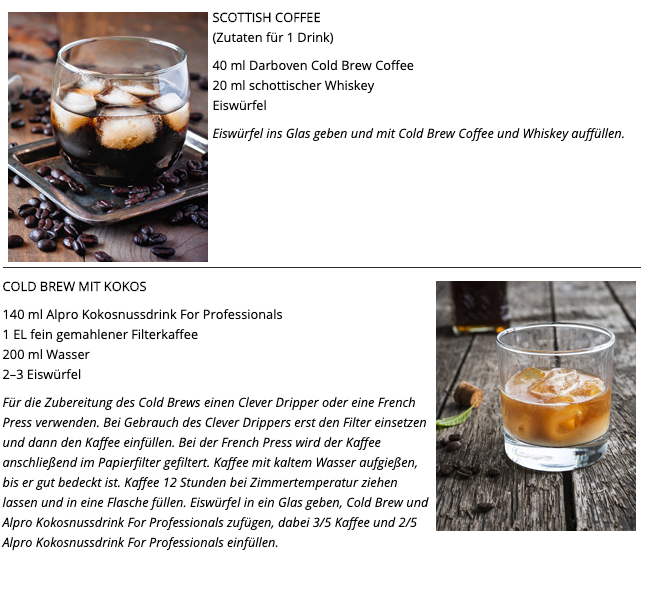 SCOTTISH COFFEE
(Zutaten für 1 Drink)
40 ml Darboven Cold Brew Coffee
20 ml schottischer Whiskey
Eiswürfel
Eiswürfel ins Glas geben und mit Cold Brew Coffee und Whiskey auffüllen.
COLD BREW MIT KOKOS
140 ml Alpro Kokosnussdrink For Professionals
1 EL fein gemahlener Filterkaffee
200 ml Wasser
2–3 Eiswürfel
Für die Zubereitung des Cold Brews einen Clever Dripper oder eine French
Press verwenden. Bei Gebrauch des Clever Drippers erst den Filter einsetzen
und dann den Kaffee einfüllen. Bei der French Press wird der Kaffee
anschließend im Papierfilter gefiltert. Kaffee mit kaltem Wasser aufgießen,
bis er gut bedeckt ist. Kaffee 12 Stunden bei Zimmertemperatur ziehen
lassen und in eine Flasche füllen. Eiswürfel in ein Glas geben, Cold Brew und
Alpro Kokosnussdrink For Professionals zufügen, dabei 3/5 Kaffee und 2/5
Alpro Kokosnussdrink For Professionals einfüllen.